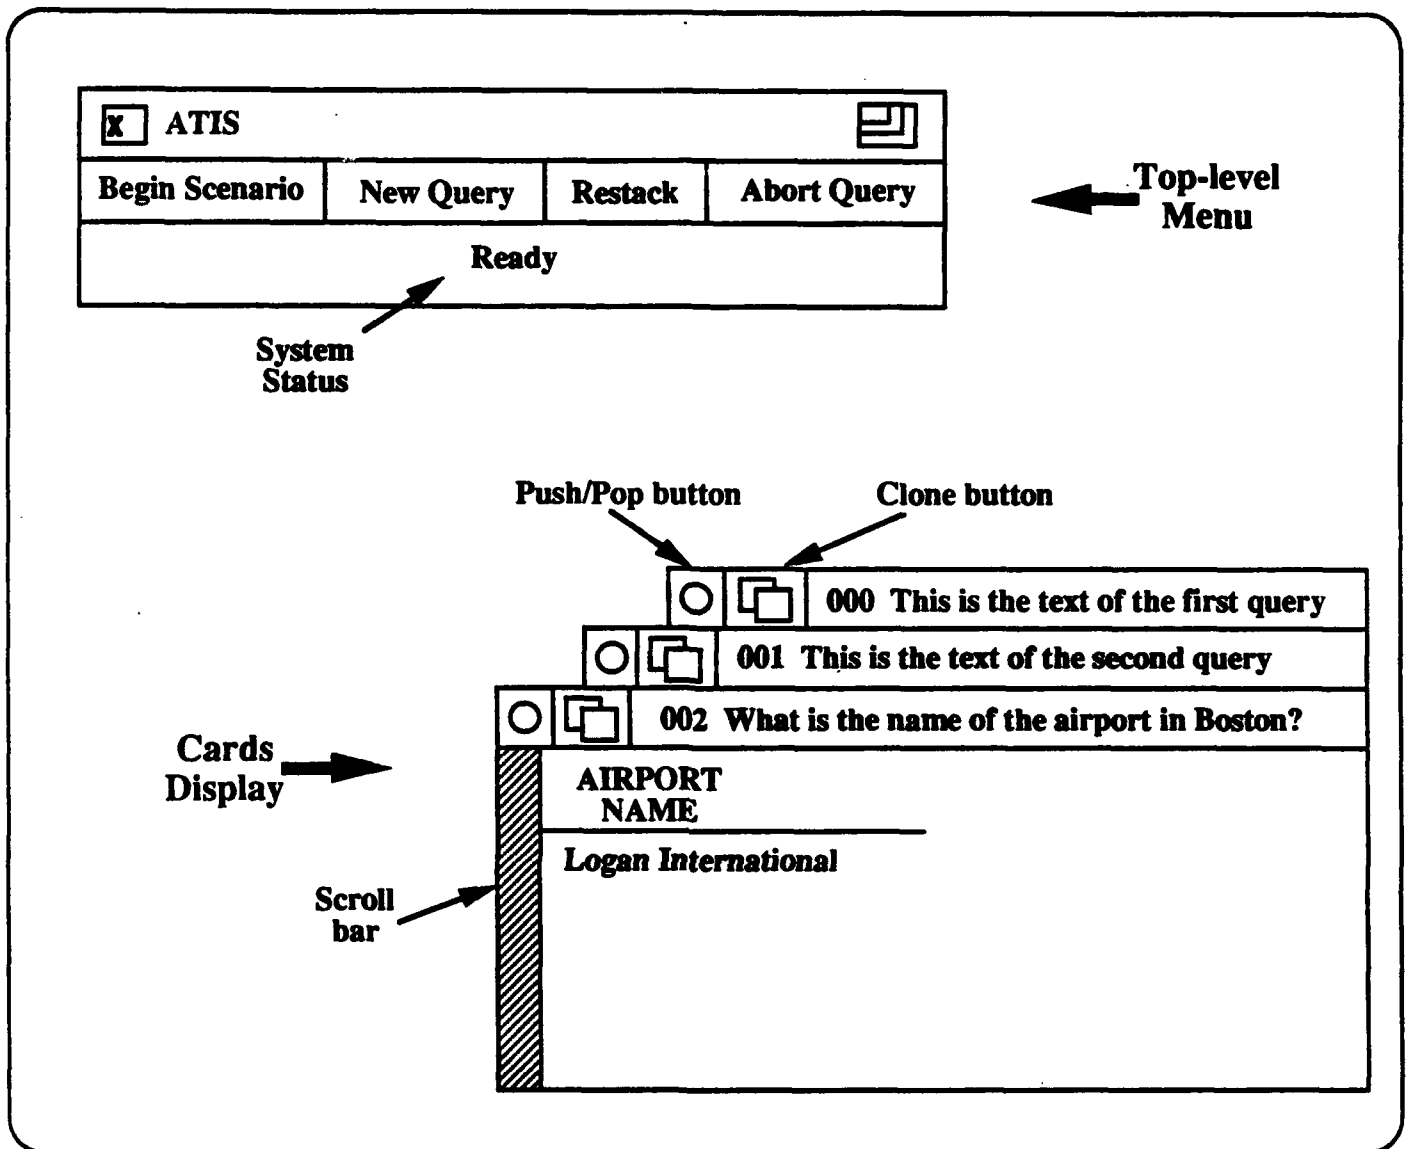 X ATIS
Begin Scenario New Query Restack Abort Query
Ready
Top-level
Menu
System
Status
Push/Pop button Clone button
000 This is the text of the first query
001 This is the text of the second query
002 What is the name of the airport in Boston?
Cards
Display
AIRPORT
NAME
Logan International
Scroll
bar